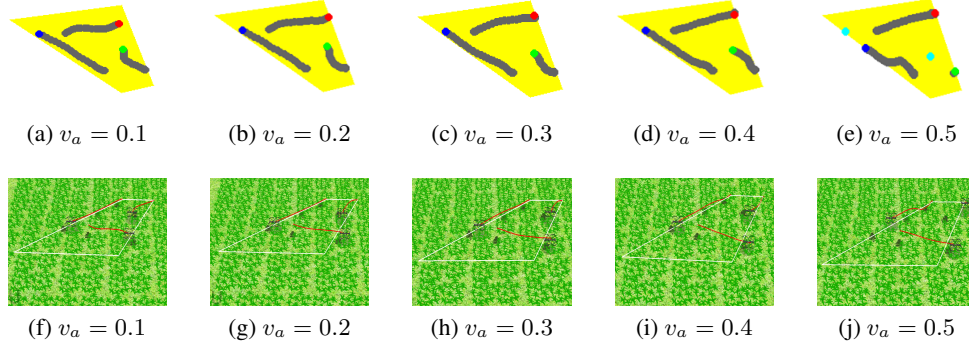 (a) v_a = 0.1 (b) v_a = 0.2 (c) v_a = 0.3 (d) v_a = 0.4 (e) v_a = 0.5
(f) v_a = 0.1 (g) v_a = 0.2 (h) v_a = 0.3 (i) v_a = 0.4 (j) v_a = 0.5